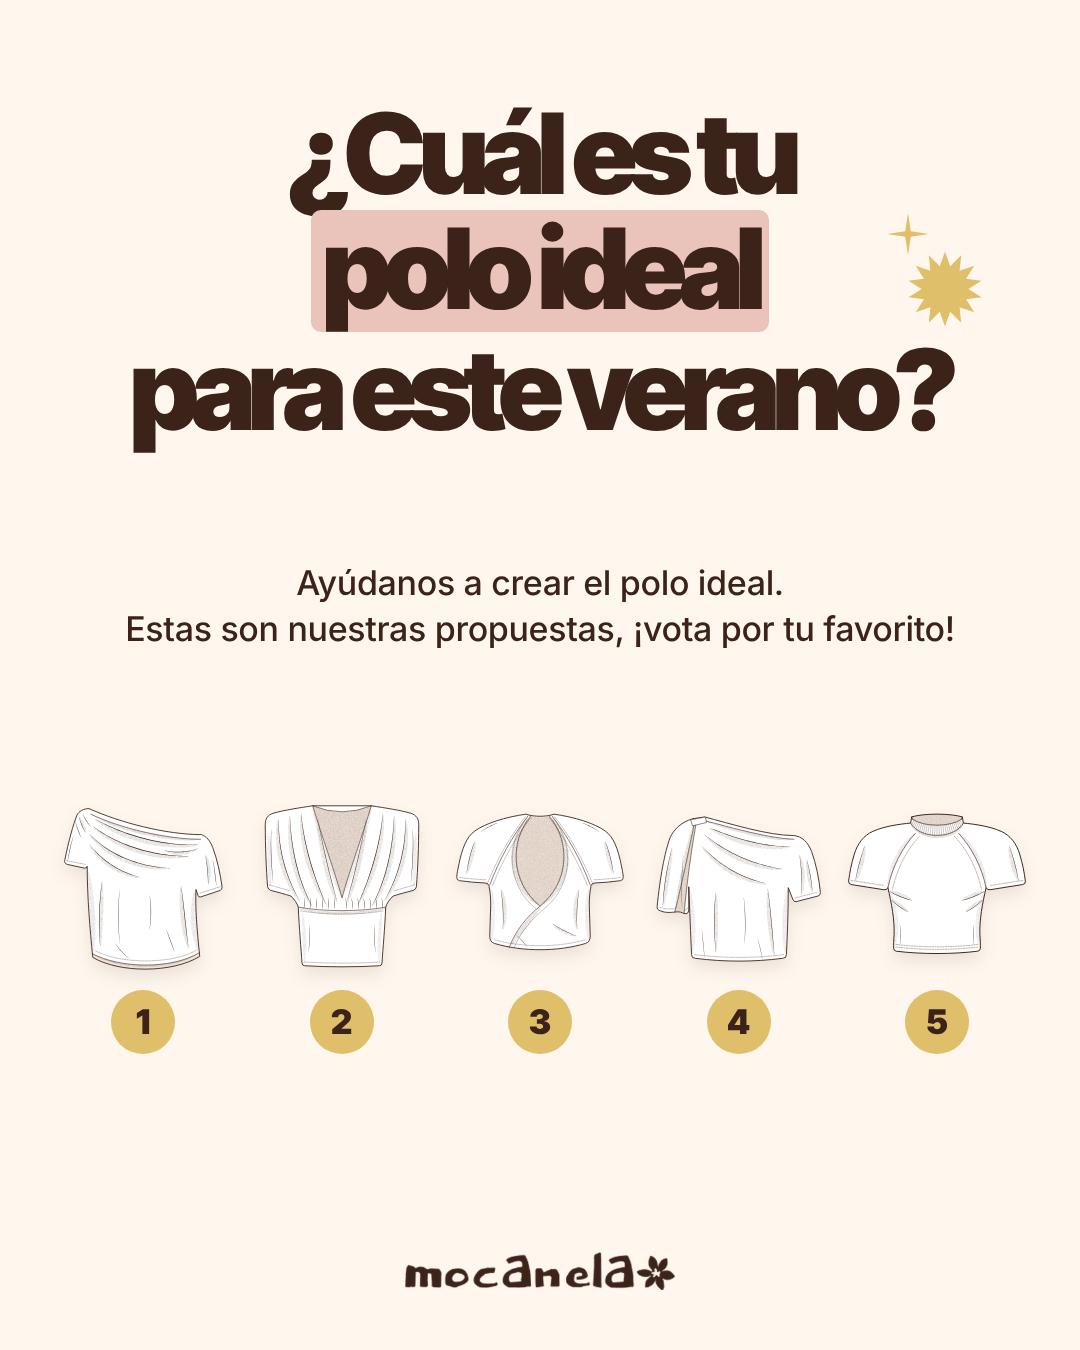 ¿Cuál es tu
polo ideal
para este verano?
Ayúdanos a crear el polo ideal.
Estas son nuestras propuestas, ¡vota por tu favorito!
1 2 3 4 5
mocanela